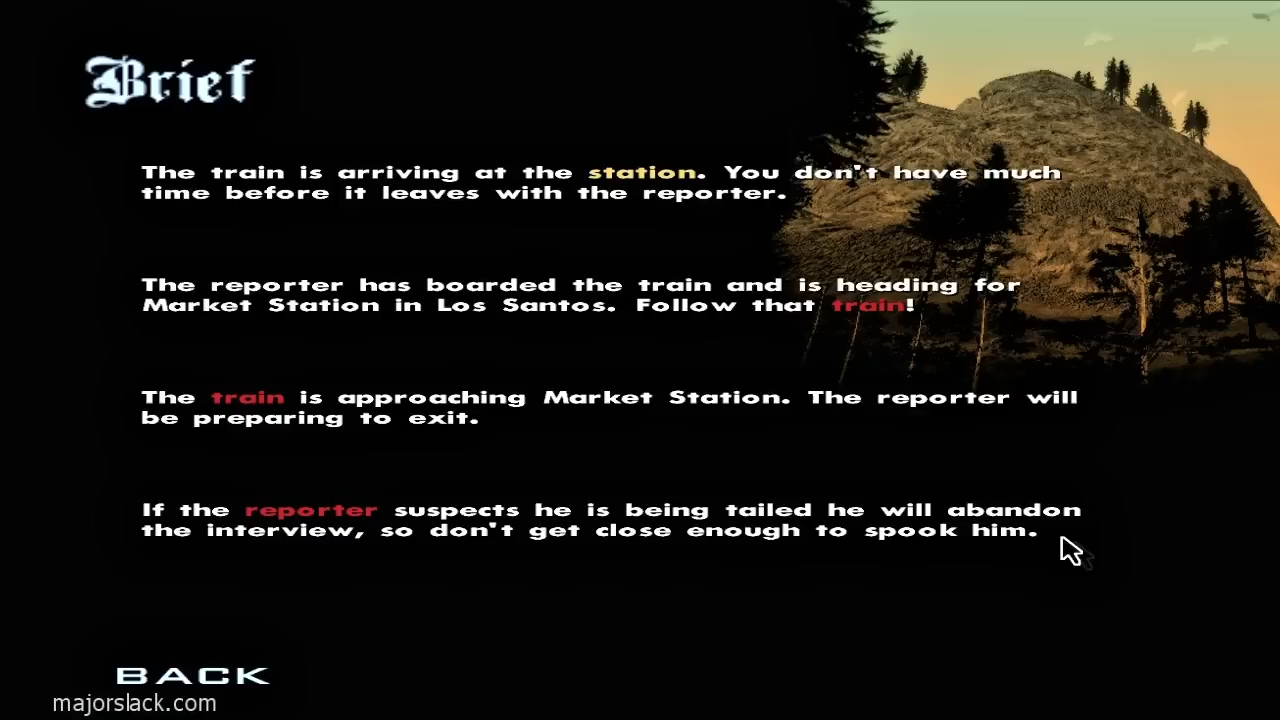 Brief
The train is arriving at the station. You don't have much
time before it leaves with the reporter.
The reporter has boarded the train and is heading for
Market Station in Los Santos. Follow that train!
The train is approaching Market Station. The reporter will
be preparing to exit.
If the reporter suspects he is being tailed he will abandon
the interview, so don't get close enough to spook him.
BACK
majorslack.com